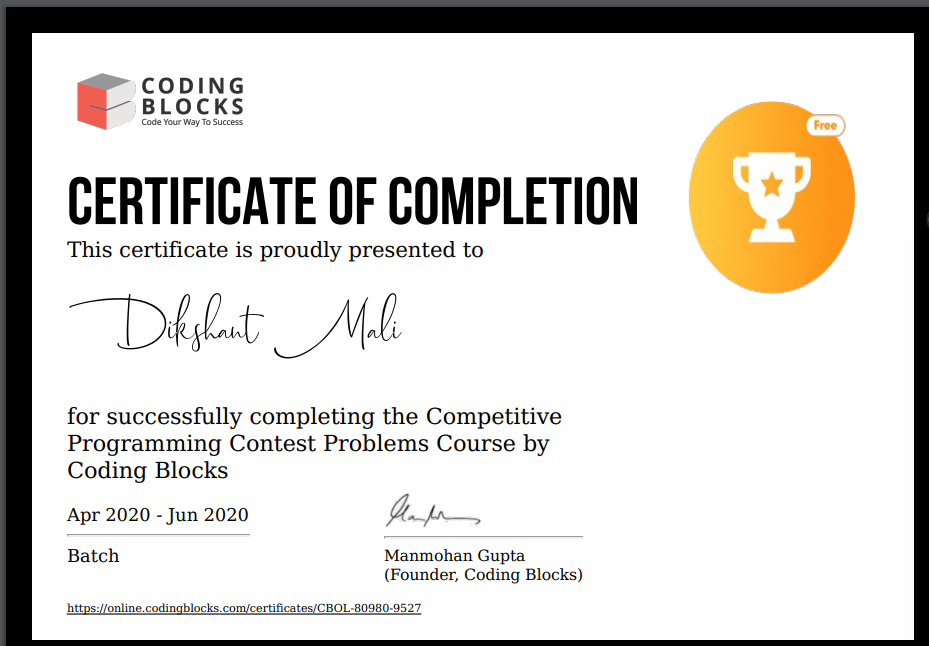 CODING
BLOCKS
Code Your Way To Success
Free
CERTIFICATE OF COMPLETION
This certificate is proudly presented to
Dikshant Mali
for successfully completing the Competitive
Programming Contest Problems Course by
Coding Blocks
Apr 2020 - Jun 2020
Batch
Manmohan Gupta
(Founder, Coding Blocks)
https://online.codingblocks.com/certificates/CBOL-80980-9527